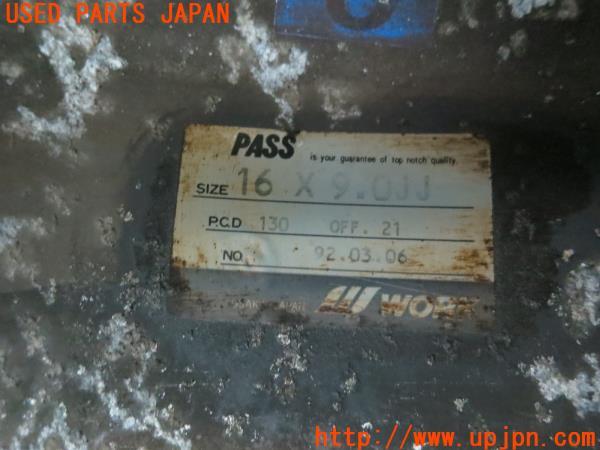 USED PARTS JAPAN
PASS is your guarantee of top notch quality.
SIZE 16 X 9.0JJ
P.C.D 130 OFF. 21
NO. 92.03.06
WORK
http://www.upjpn.com